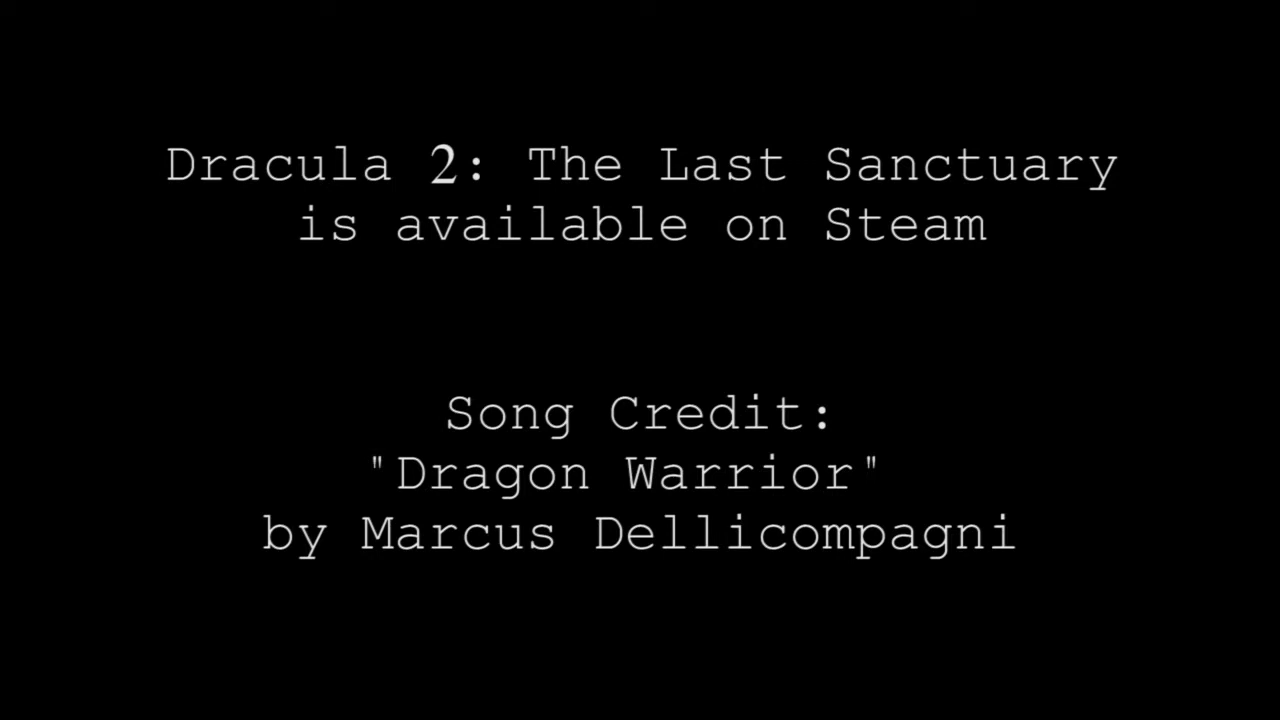 Dracula 2: The Last Sanctuary
is available on Steam
Song Credit:
"Dragon Warrior"
by Marcus Dellicompagni